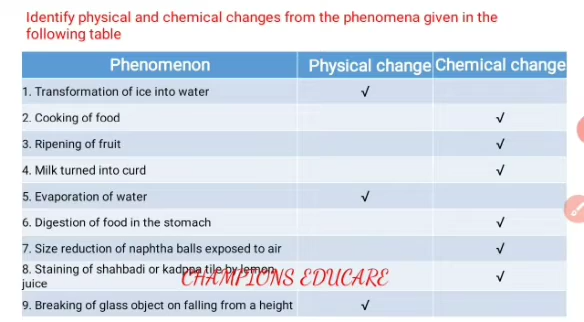 Identify physical and chemical changes from the phenomena given in the
following table
Phenomenon Physical change Chemical change
1. Transformation of ice into water √
2. Cooking of food √
3. Ripening of fruit √
4. Milk turned into curd √
5. Evaporation of water √
6. Digestion of food in the stomach √
7. Size reduction of naphtha balls exposed to air √
8. Staining of shahbadi or kadppa tile by lemon
juice √
CHAMPIONS EDUCARE
9. Breaking of glass object on falling from a height √